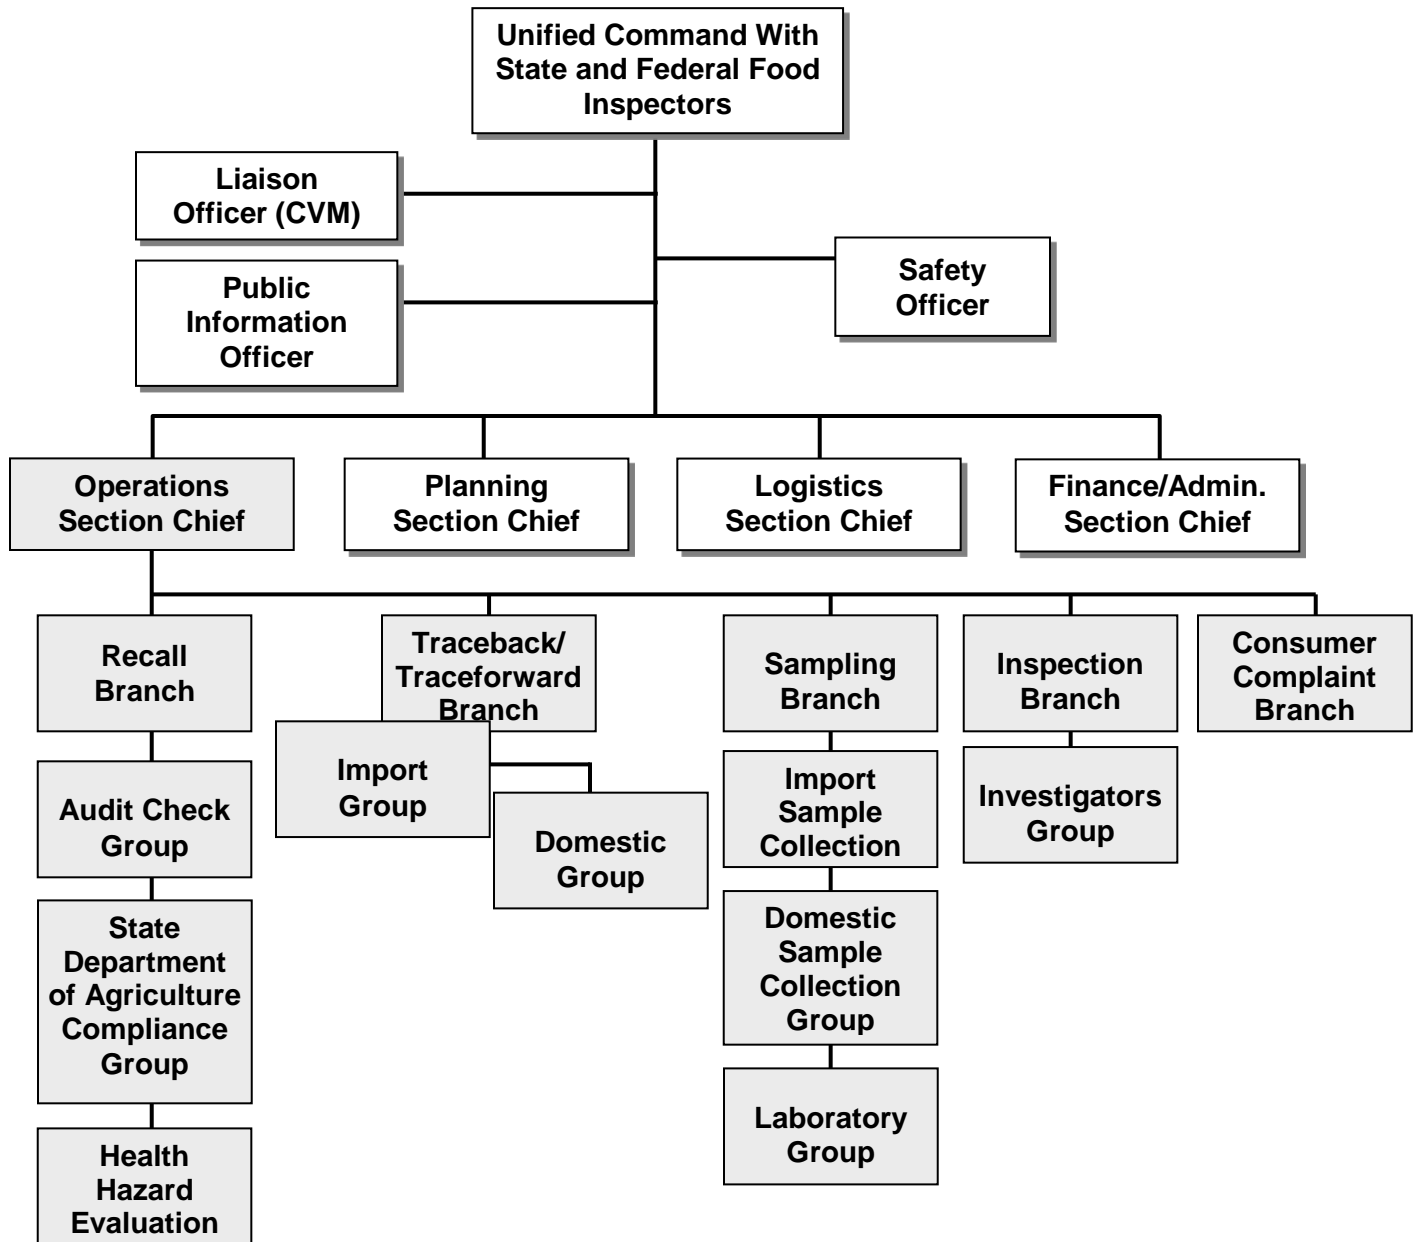 Unified Command With
State and Federal Food
Inspectors
Liaison
Officer (CVM)
Public
Information
Officer
Safety
Officer
Operations
Section Chief
Planning
Section Chief
Logistics
Section Chief
Finance/Admin.
Section Chief
Recall
Branch
Traceback/
Traceforward
Branch
Sampling
Branch
Inspection
Branch
Consumer
Complaint
Branch
Audit Check
Group
Import
Group
Domestic
Group
Import
Sample
Collection
Investigators
Group
State
Department
of Agriculture
Compliance
Group
Domestic
Sample
Collection
Group
Health
Hazard
Evaluation
Laboratory
Group